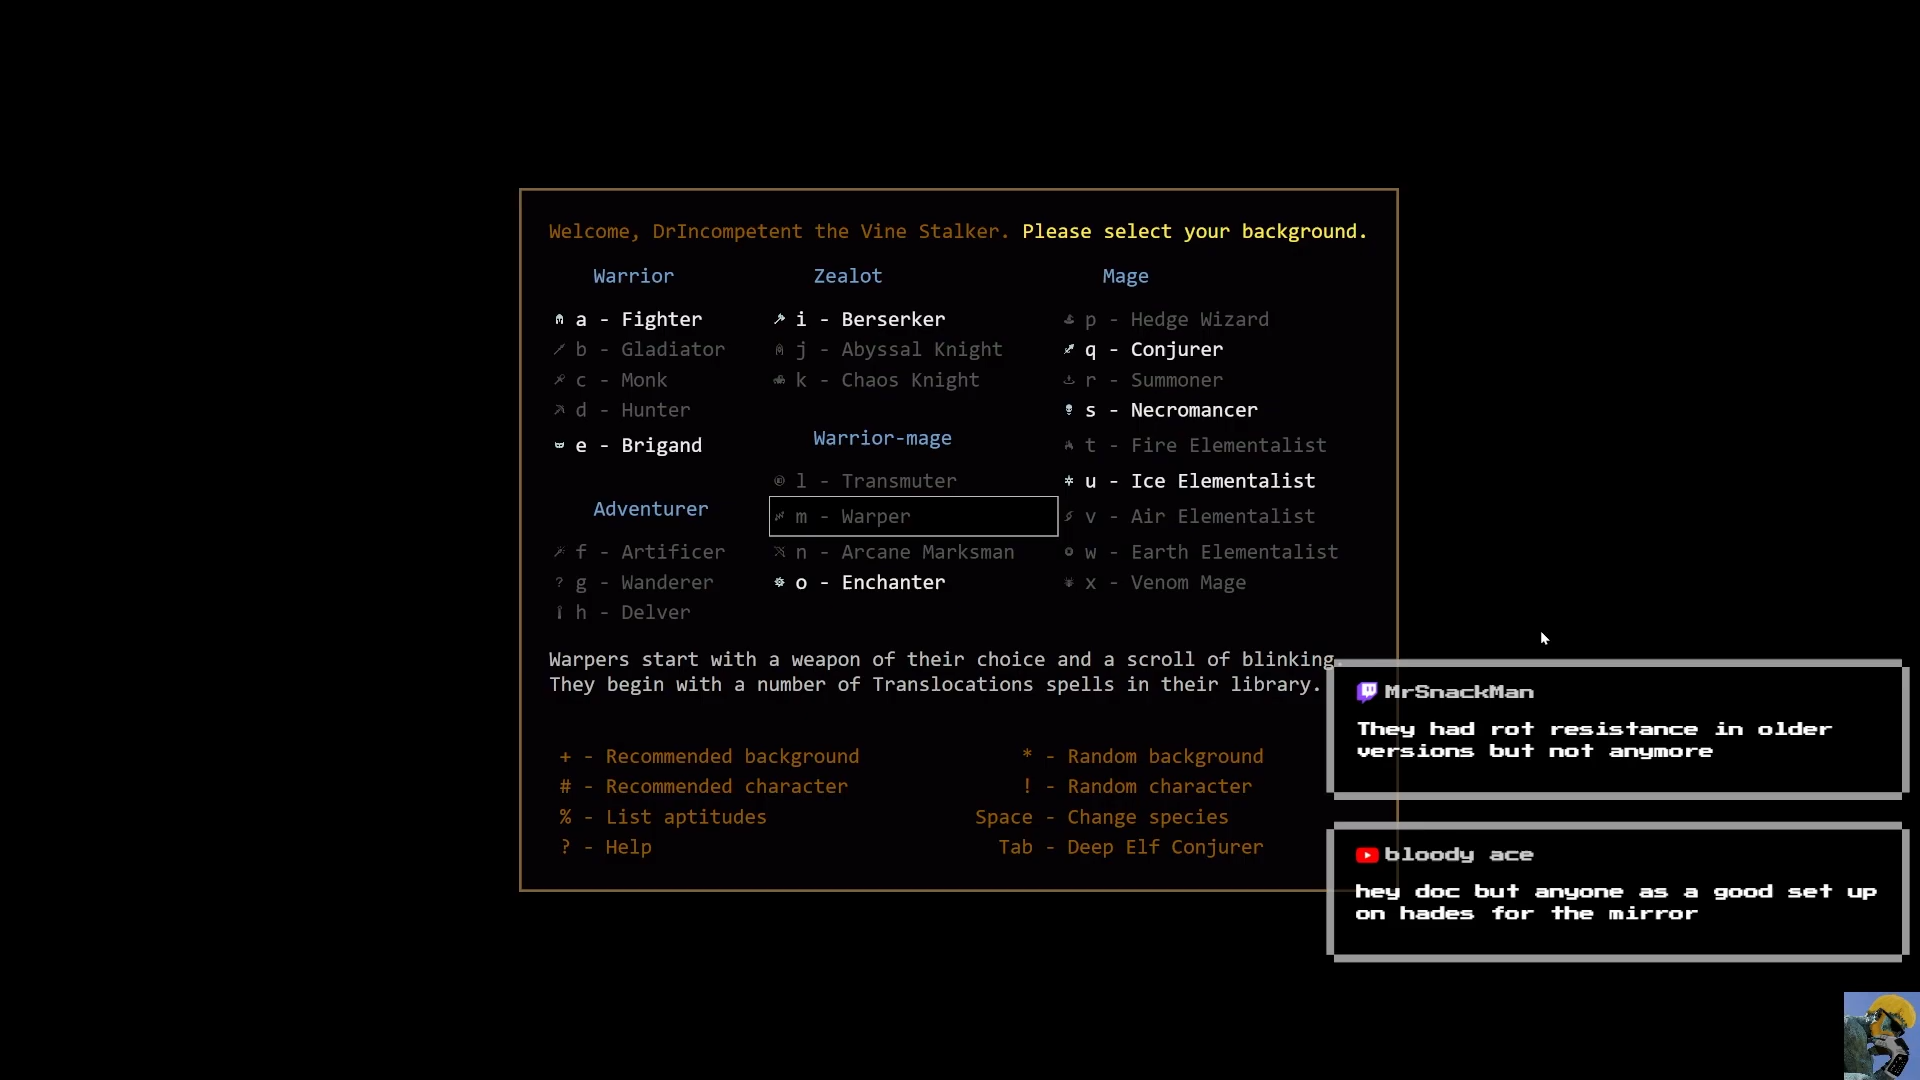 Welcome, DrIncompetent the Vine Stalker. Please select your background.
Warrior
a - Fighter
b - Gladiator
c - Monk
d - Hunter
e - Brigand
Adventurer
f - Artificer
g - Wanderer
h - Delver
Zealot
i - Berserker
j - Abyssal Knight
k - Chaos Knight
Warrior-mage
l - Transmuter
m - Warper
n - Arcane Marksman
o - Enchanter
Mage
p - Hedge Wizard
q - Conjurer
r - Summoner
s - Necromancer
t - Fire Elementalist
u - Ice Elementalist
v - Air Elementalist
w - Earth Elementalist
x - Venom Mage
Warpers start with a weapon of their choice and a scroll of blinking.
They begin with a number of Translocations spells in their library.
+ - Recommended background
# - Recommended character
% - List aptitudes
? - Help
* - Random background
! - Random character
Space - Change species
Tab - Deep Elf Conjurer
MrSnackMan
They had rot resistance in older
versions but not anymore
bloody ace
hey doc but anyone as a good set up
on hades for the mirror